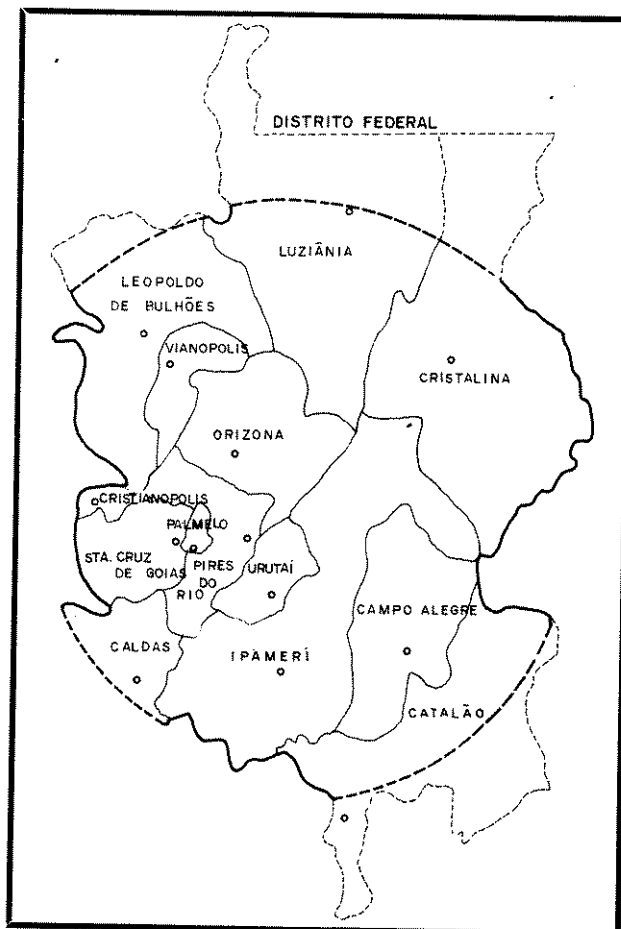 DISTRITO FEDERAL
LUZIÂNIA
LEOPOLDO
DE BULHÕES
VIANOPOLIS
CRISTALINA
ORIZONA
CRISTIANOPOLIS
PALMELO
STA. CRUZ
DE GOIAS
PIRES
DO
RIO
URUTAÍ
CAMPO ALEGRE
CALDAS
IPAMERÍ
CATALÃO